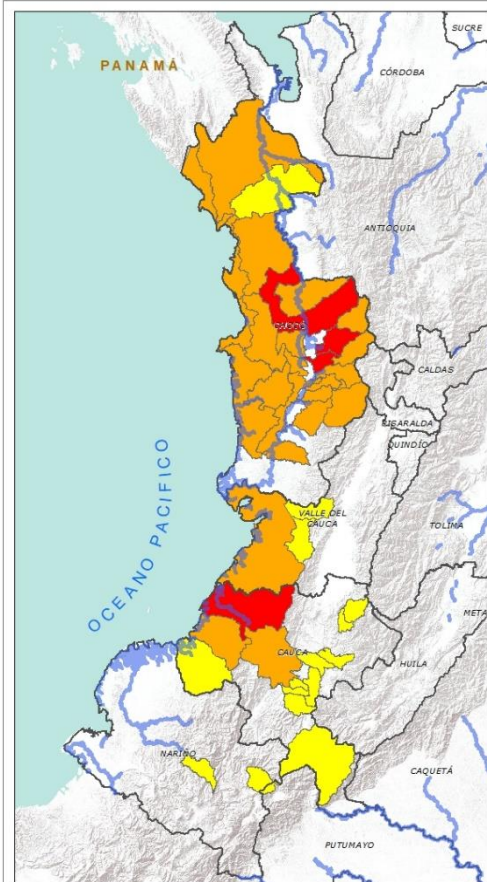 SUCRE
PANAMÁ
CÓRDOBA
ANTIOQUIA
CHOCÓ
CALDAS
RISARALDA
QUINDÍO
VALLE DEL
CAUCA
TOLIMA
OCEANO PACIFICO
META
CAUCA
HUILA
NARIÑO
CAQUETÁ
PUTUMAYO